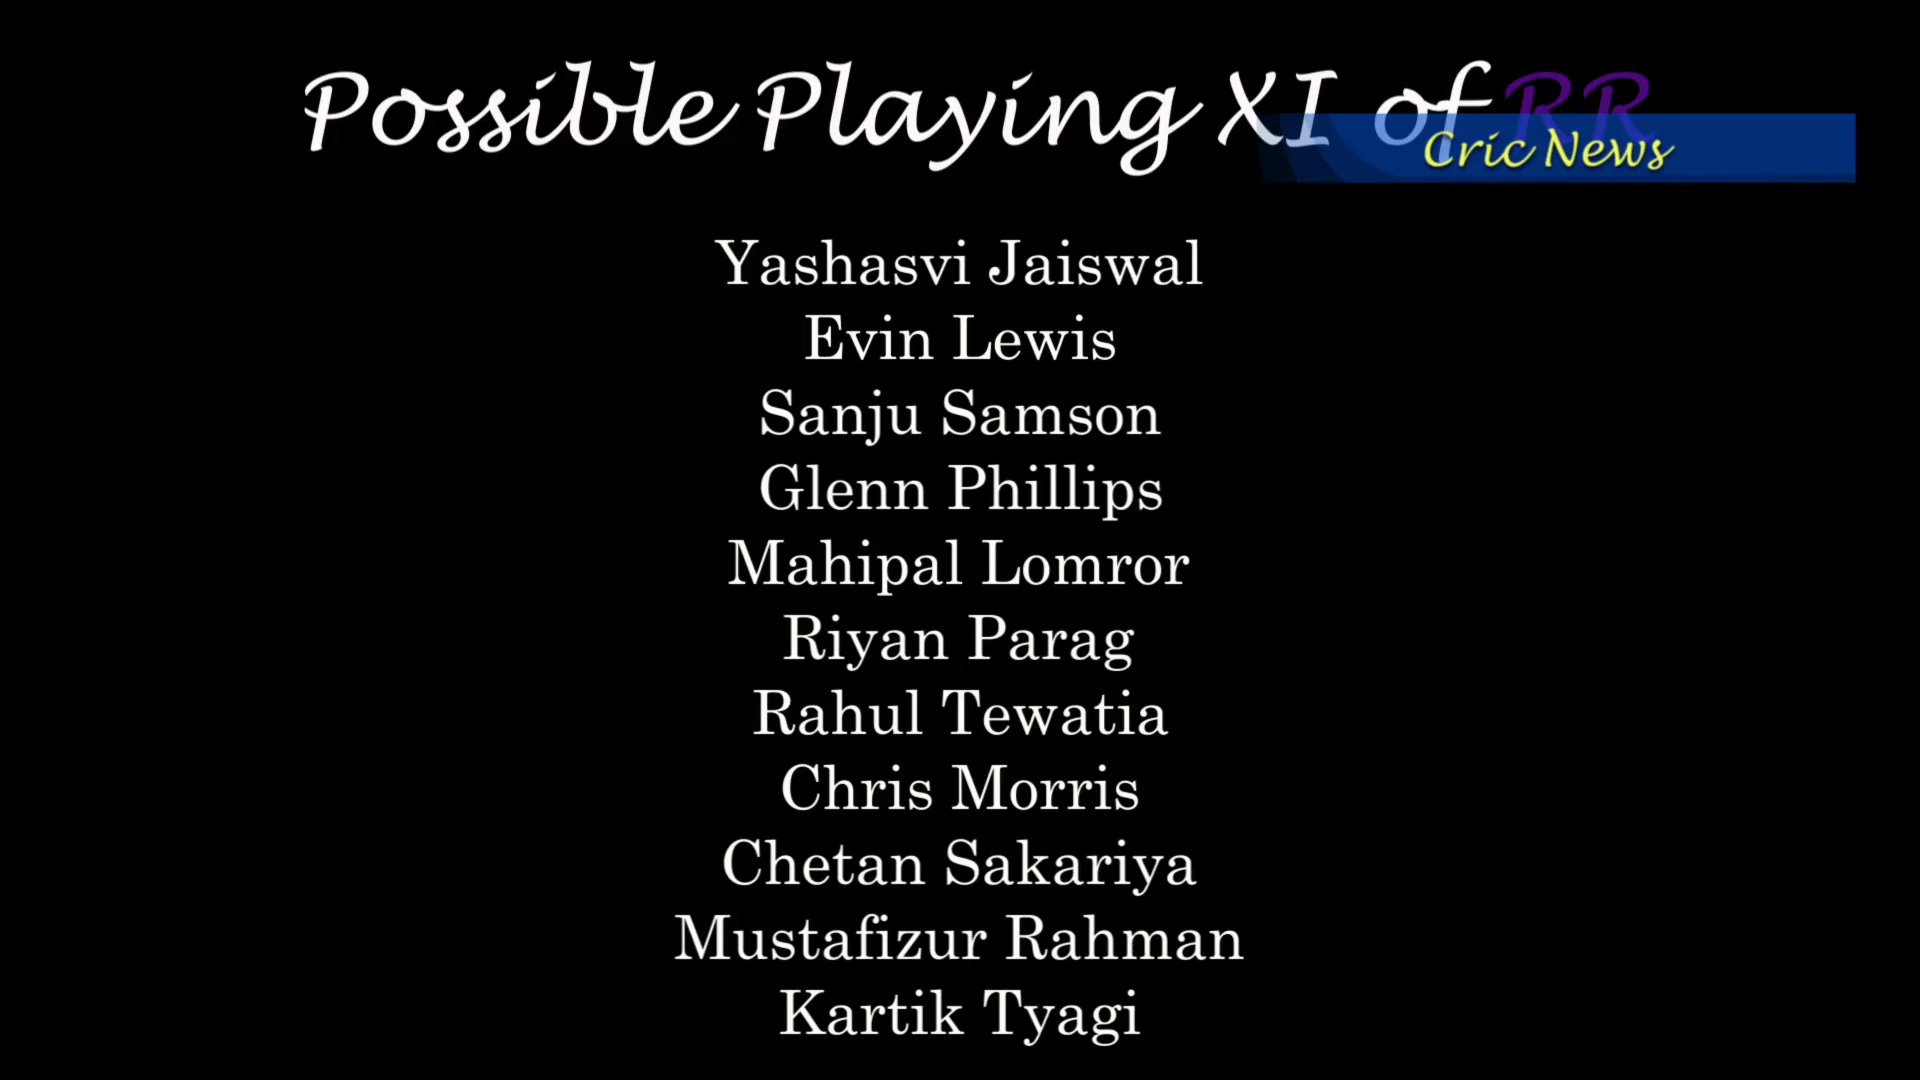 Possible Playing XI of RR
Cric News
Yashasvi Jaiswal
Evin Lewis
Sanju Samson
Glenn Phillips
Mahipal Lomror
Riyan Parag
Rahul Tewatia
Chris Morris
Chetan Sakariya
Mustafizur Rahman
Kartik Tyagi